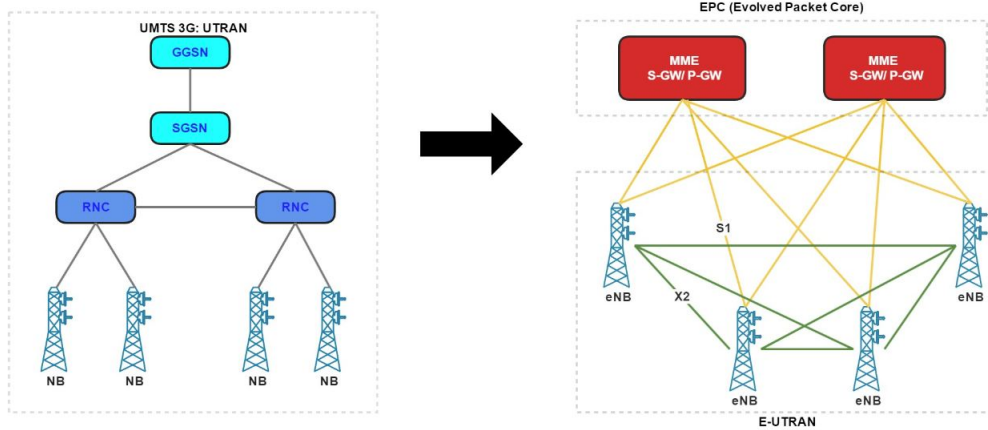 UMTS 3G: UTRAN
GGSN
SGSN
RNC
RNC
NB
NB
NB
NB
EPC (Evolved Packet Core)
MME
S-GW/ P-GW
MME
S-GW/ P-GW
S1
X2
eNB
eNB
eNB
eNB
E-UTRAN